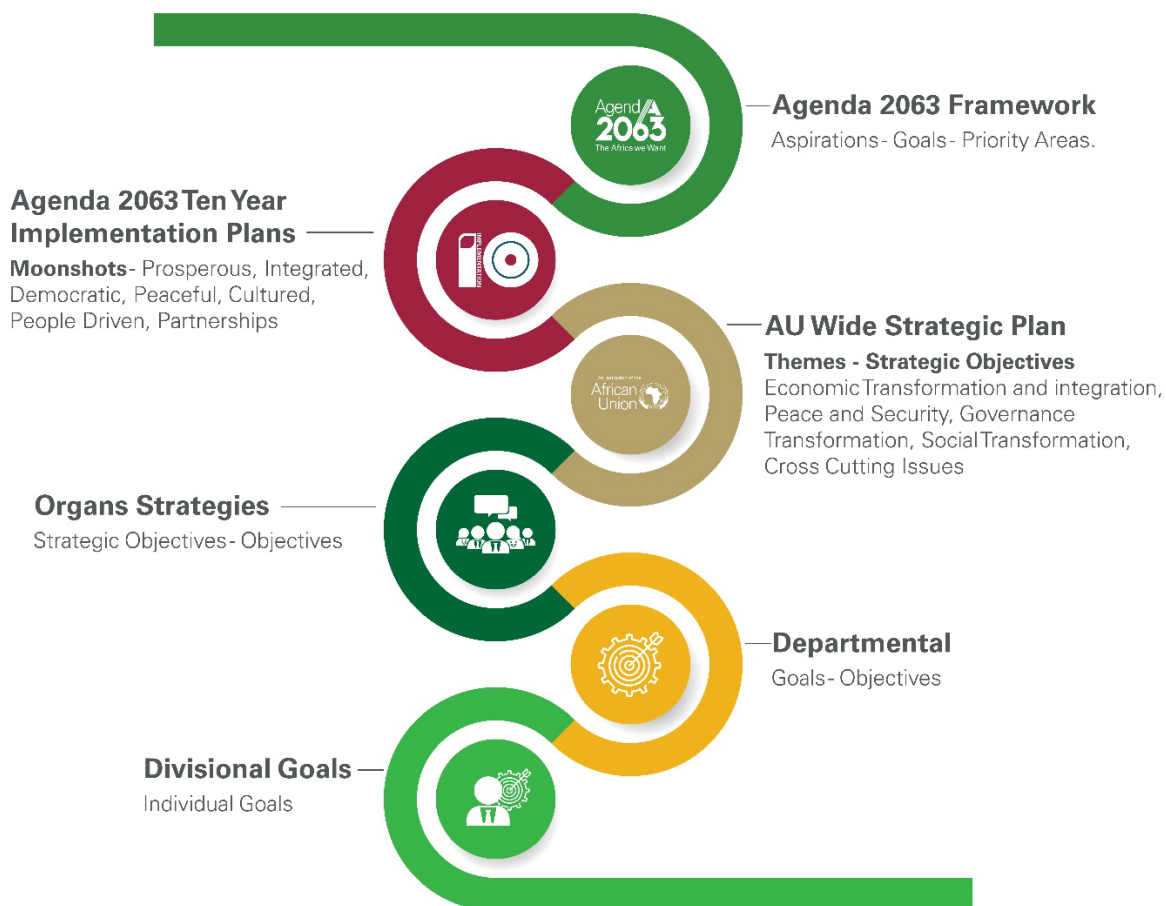 Agenda
2063
The Africa we Want
Agenda 2063 Framework
Aspirations - Goals - Priority Areas.
Agenda 2063 Ten Year
Implementation Plans
Moonshots - Prosperous, Integrated,
Democratic, Peaceful, Cultured,
People Driven, Partnerships
10
IMPLEMENTATION
African
Union
AU Wide Strategic Plan
Themes - Strategic Objectives
Economic Transformation and integration,
Peace and Security, Governance
Transformation, Social Transformation,
Cross Cutting Issues
Organs Strategies
Strategic Objectives - Objectives
Departmental
Goals - Objectives
Divisional Goals
Individual Goals